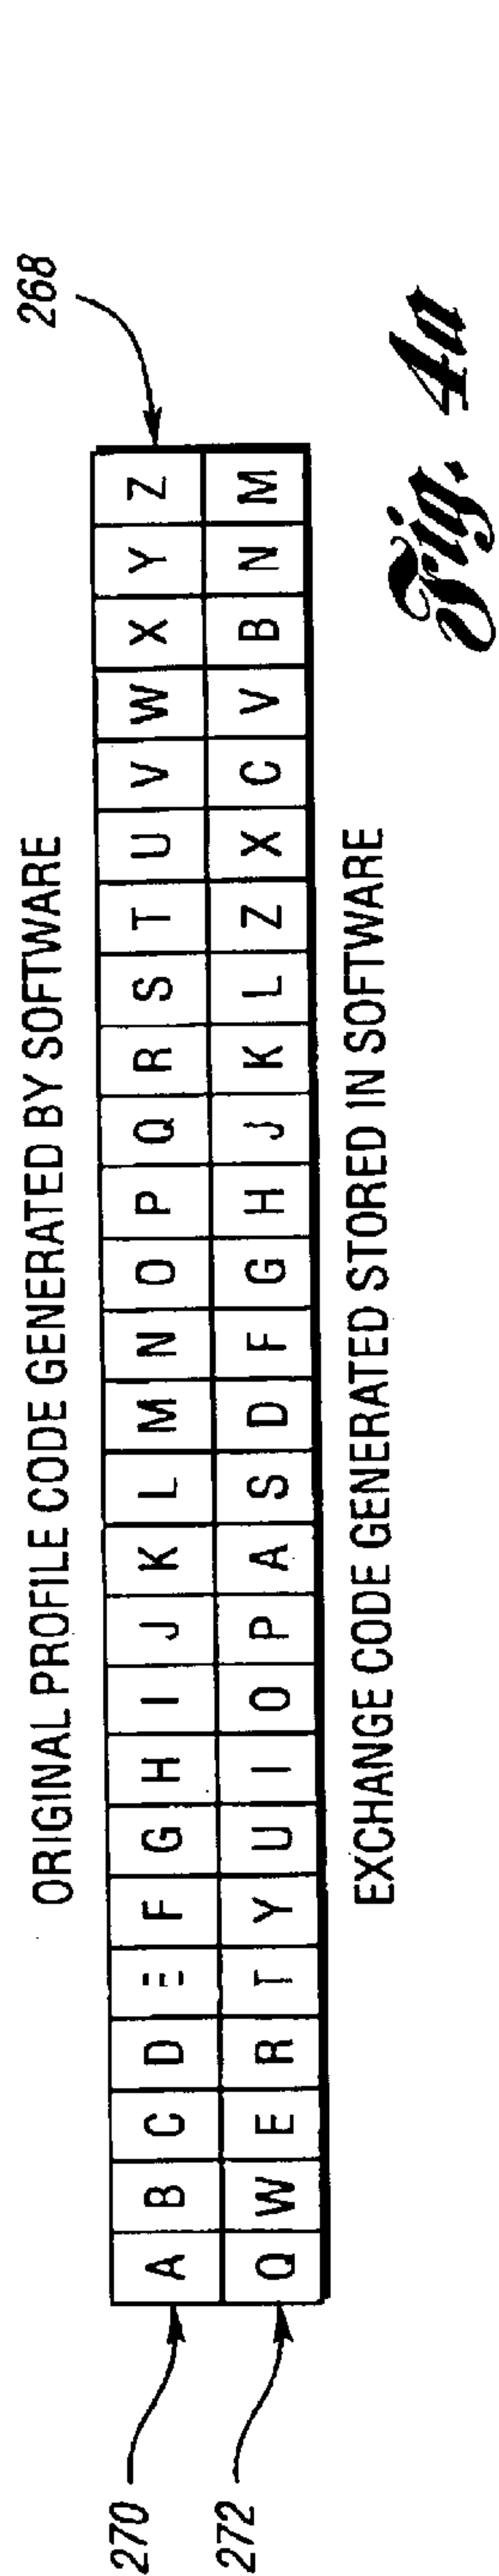 268
ORIGINAL PROFILE CODE GENERATED BY SOFTWARE
270 A B C D E F G H I J K L M N O P Q R S T U V W X Y Z
272 Q W E R T Y U I O P A S D F G H J K L Z X C V B N M
EXCHANGE CODE GENERATED STORED IN SOFTWARE
Fig. 4a